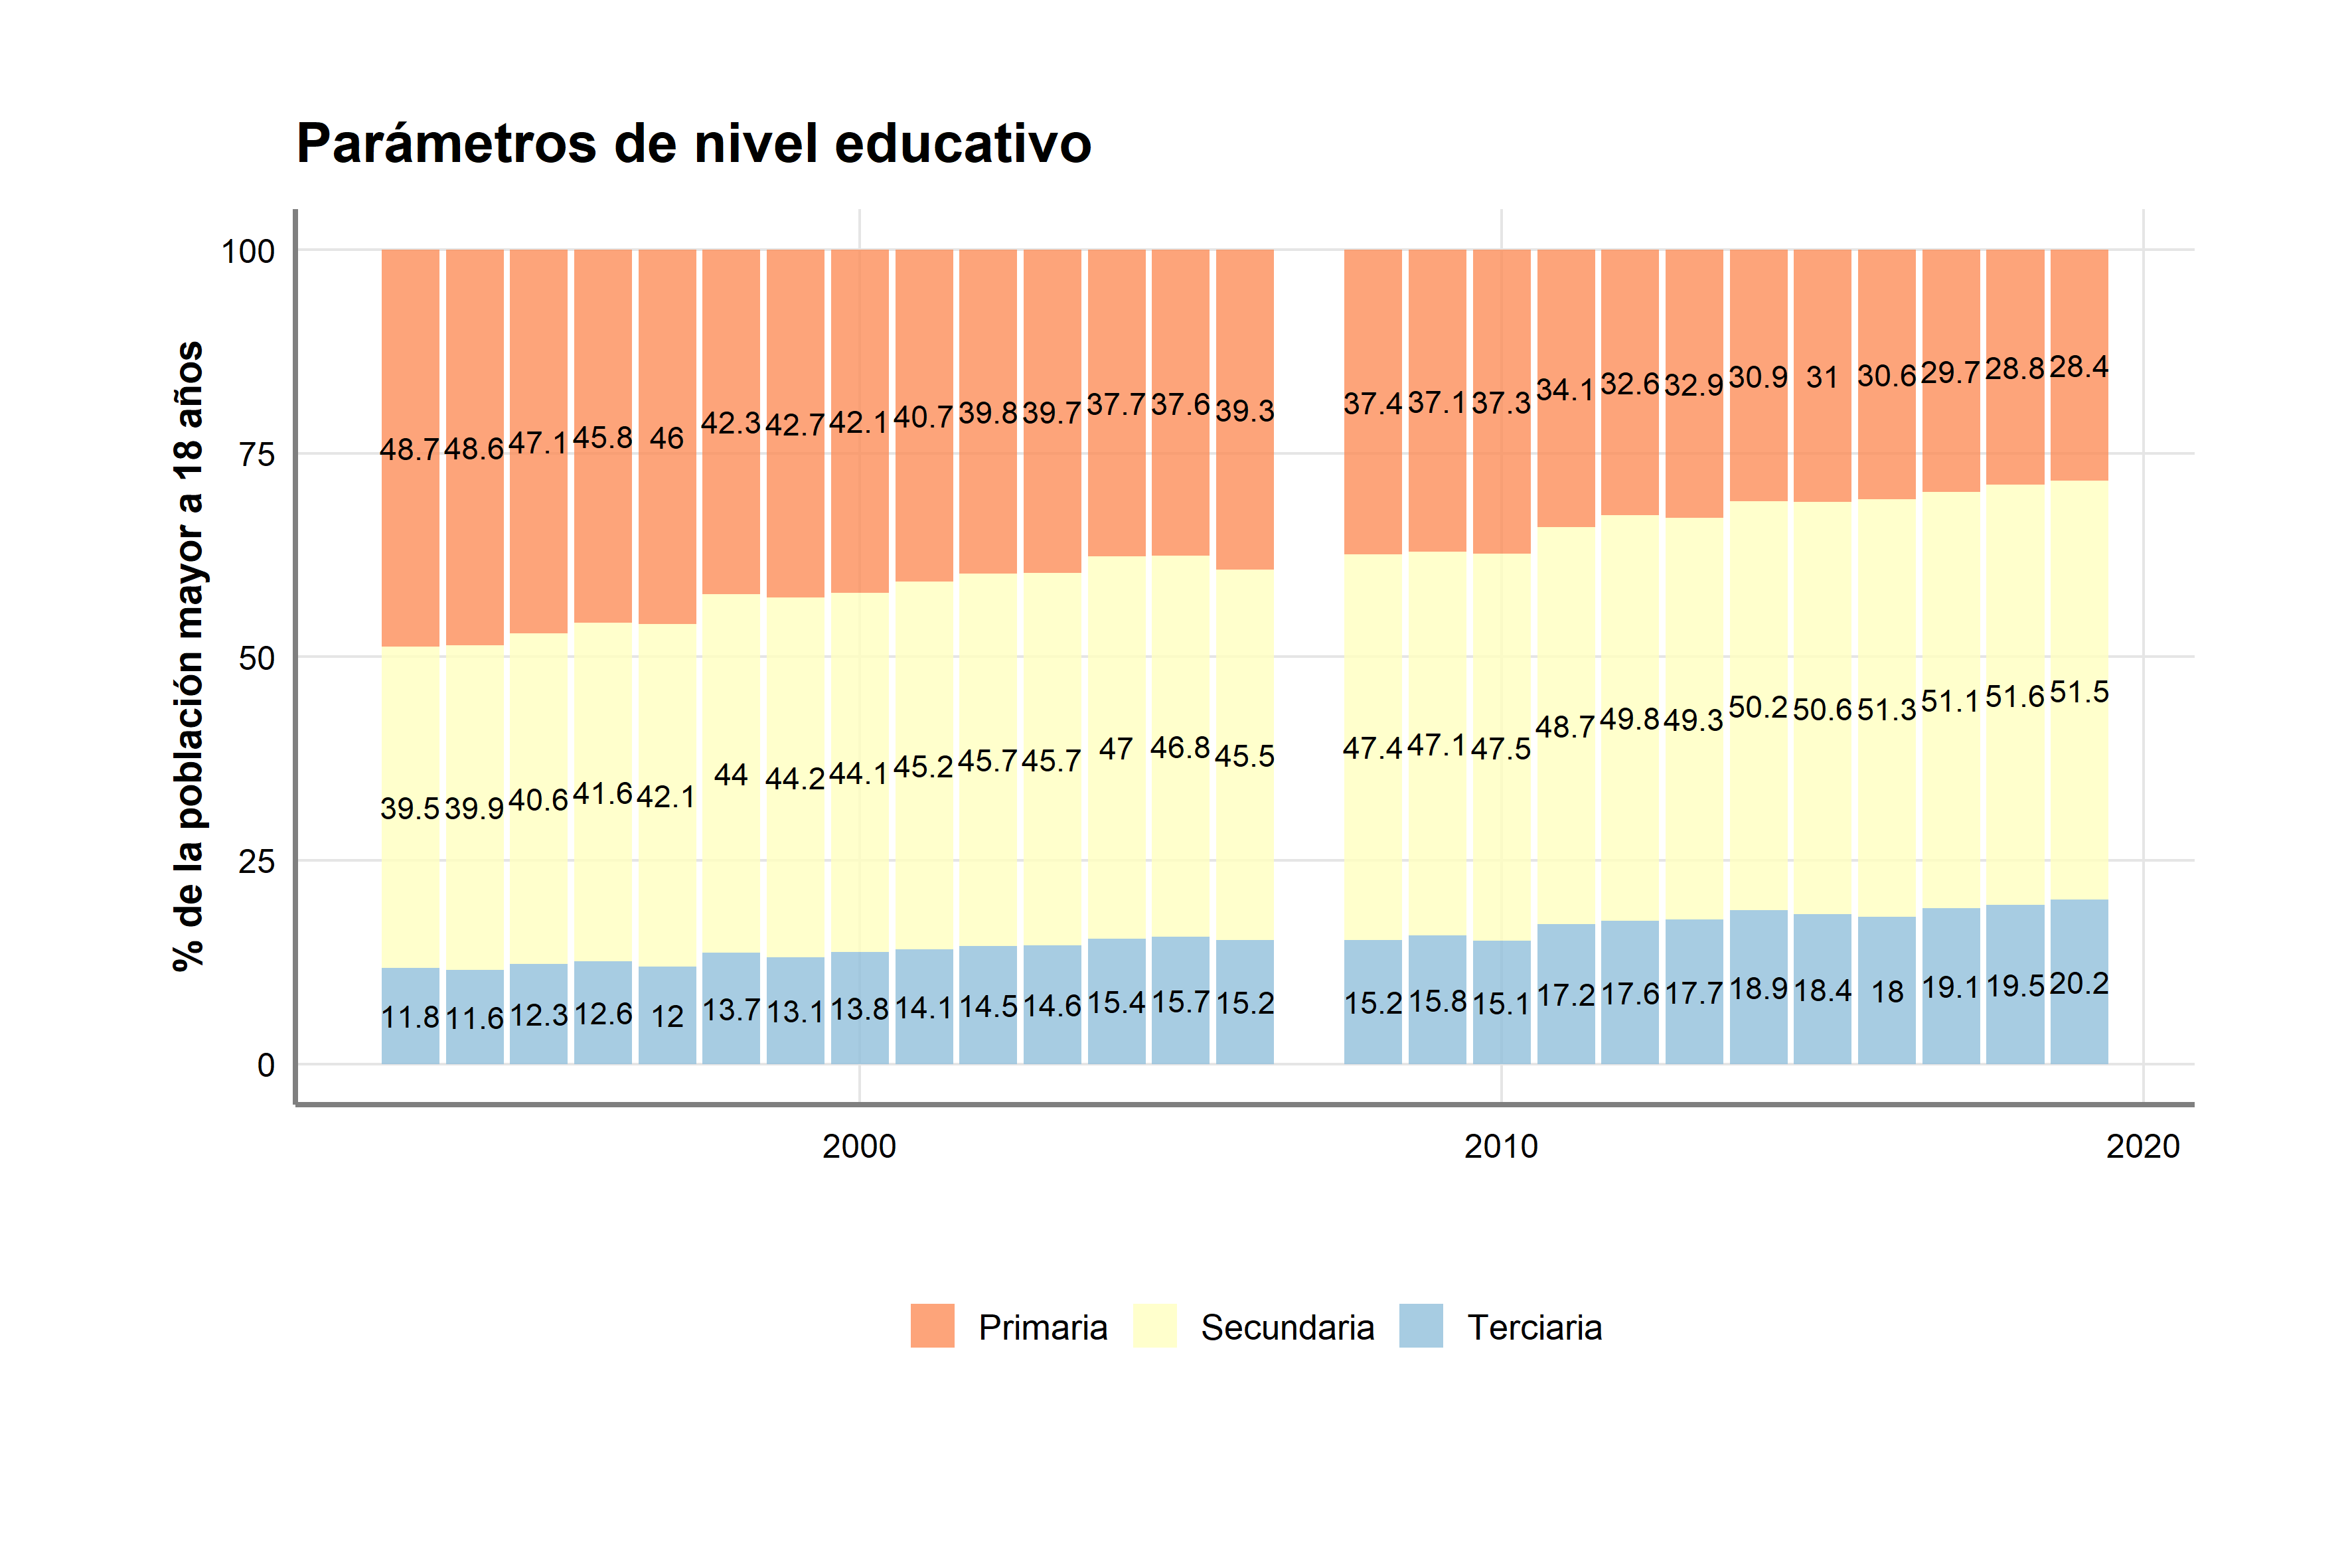 Parámetros de nivel educativo
% de la población mayor a 18 años
100
75
50
25
0
48.7 48.6 47.1 45.8 46 42.3 42.7 42.1 40.7 39.8 39.7 37.7 37.6 39.3 37.4 37.1 37.3 34.1 32.6 32.9 30.9 31 30.6 29.7 28.8 28.4
39.5 39.9 40.6 41.6 42.1 44 44.2 44.1 45.2 45.7 45.7 47 46.8 45.5 47.4 47.1 47.5 48.7 49.8 49.3 50.2 50.6 51.3 51.1 51.6 51.5
11.8 11.6 12.3 12.6 12 13.7 13.1 13.8 14.1 14.5 14.6 15.4 15.7 15.2 15.2 15.8 15.1 17.2 17.6 17.7 18.9 18.4 18 19.1 19.5 20.2
2000 2010 2020
Primaria Secundaria Terciaria